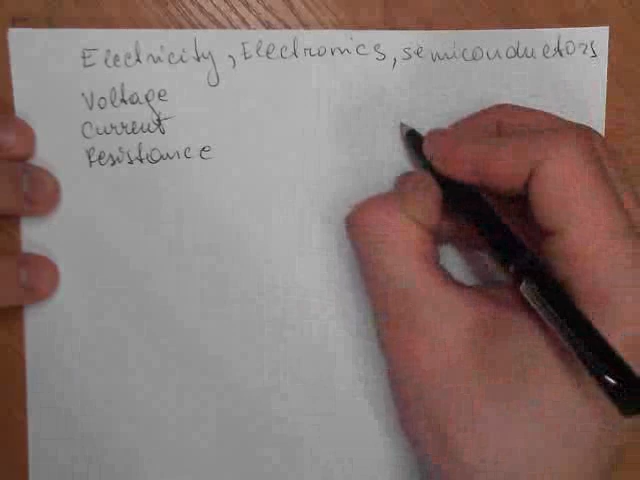 Electricity, Electronics, semiconductors
Voltage
Current
Resistance